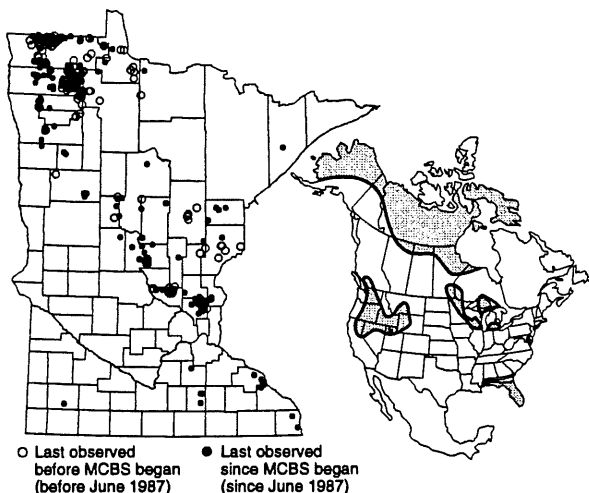 Last observed
before MCBS began
(before June 1987)
Last observed
since MCBS began
(since June 1987)